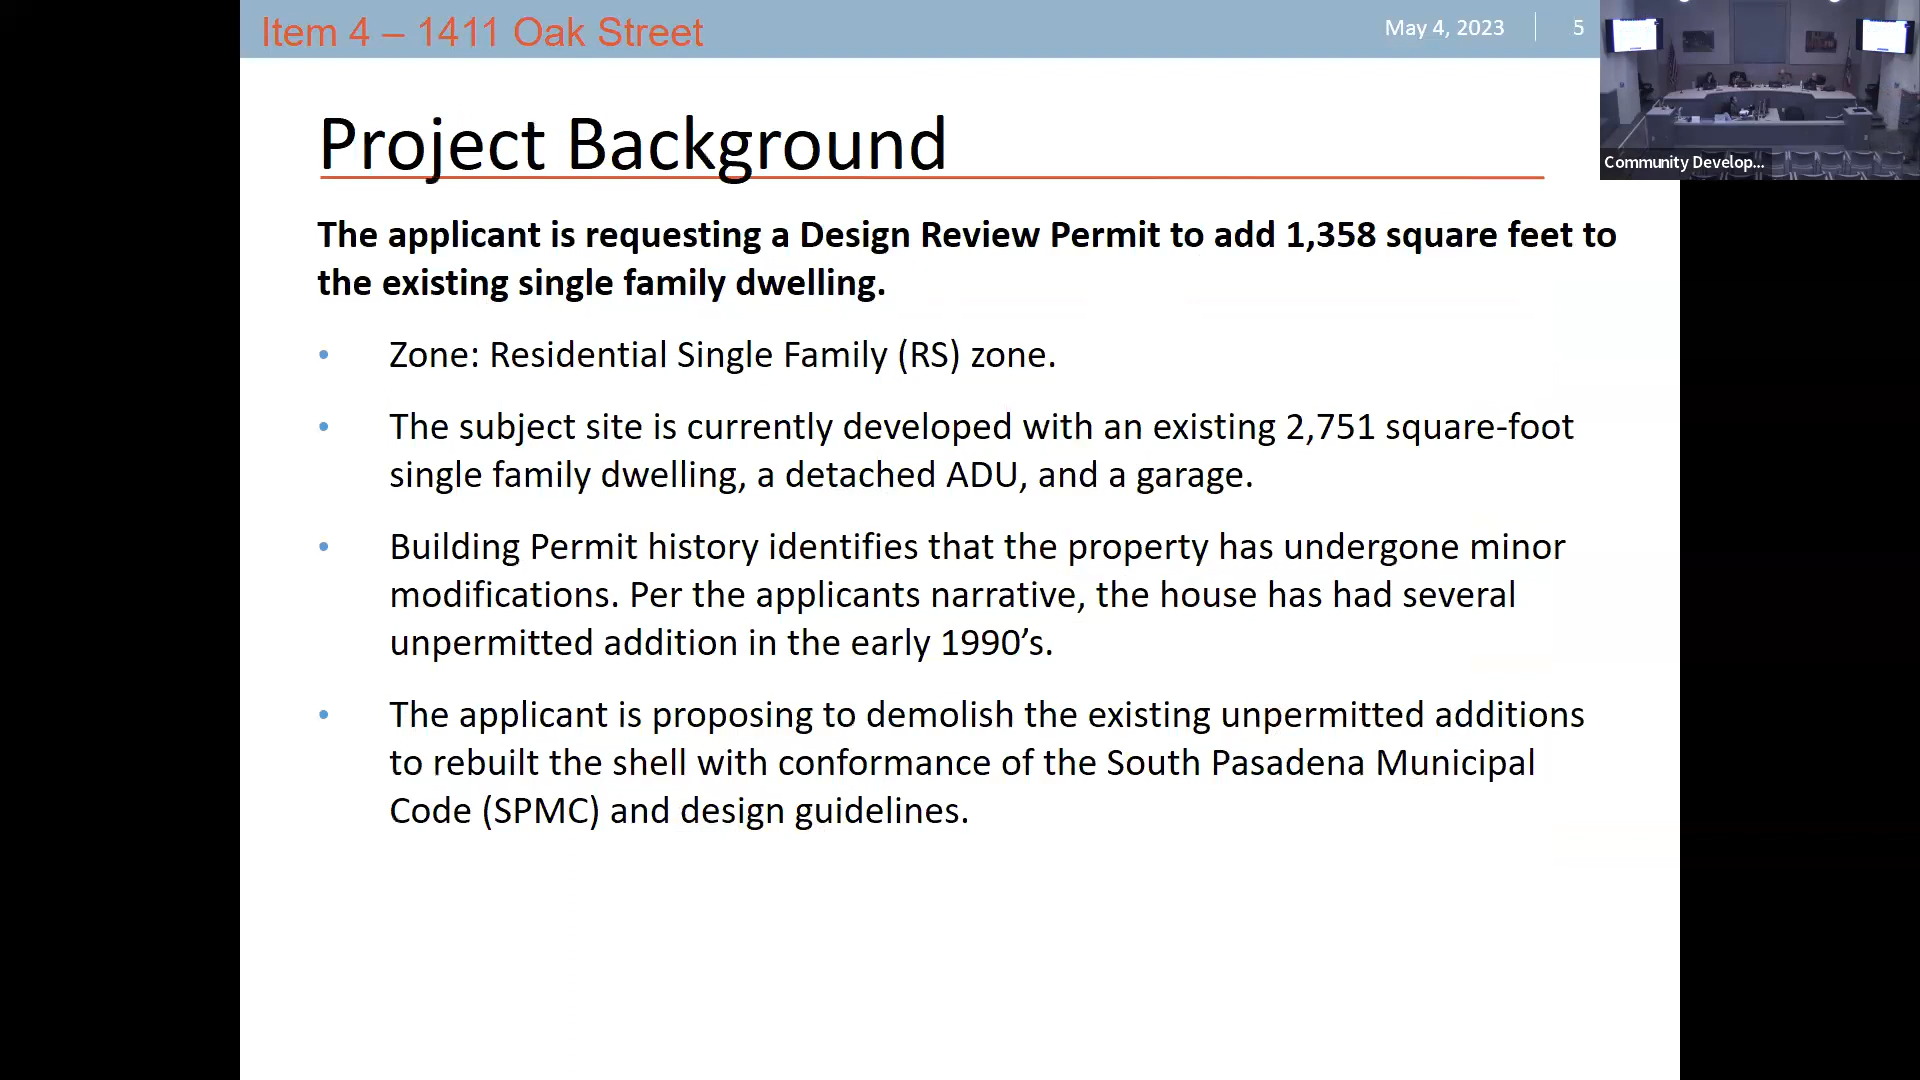 Item 4 – 1411 Oak Street
May 4, 2023
5
Community Develop...
Project Background
The applicant is requesting a Design Review Permit to add 1,358 square feet to
the existing single family dwelling.
• Zone: Residential Single Family (RS) zone.
• The subject site is currently developed with an existing 2,751 square-foot
single family dwelling, a detached ADU, and a garage.
• Building Permit history identifies that the property has undergone minor
modifications. Per the applicants narrative, the house has had several
unpermitted addition in the early 1990’s.
• The applicant is proposing to demolish the existing unpermitted additions
to rebuilt the shell with conformance of the South Pasadena Municipal
Code (SPMC) and design guidelines.